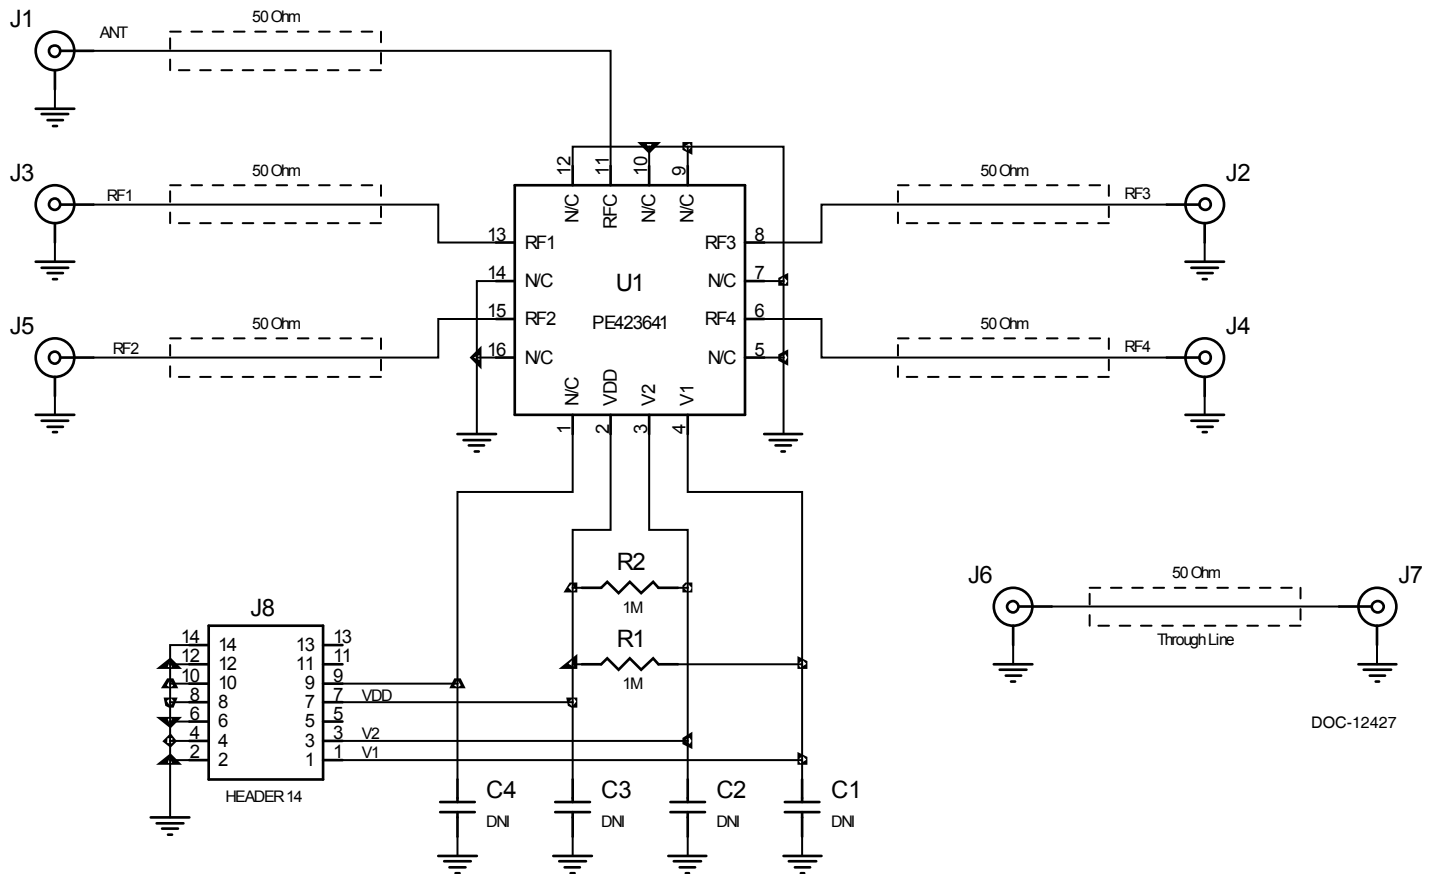 J1
ANT
50 Ohm
J3
RF1
50 Ohm
J5
RF2
50 Ohm
12
11
10
9
N/C
RFC
N/C
N/C
13
RF1
14
N/C
15
RF2
16
N/C
U1
PE423641
RF3
8
N/C
7
RF4
6
N/C
5
N/C
VDD
V2
V1
1
2
3
4
50 Ohm
RF3
J2
50 Ohm
RF4
J4
R2
1M
R1
1M
J8
14 14 13 13
12 12 11 11
10 10 9 9
8 8 7 7 VDD
6 6 5 5
4 4 3 3 V2
2 2 1 1 V1
HEADER 14
C4
DNI
C3
DNI
C2
DNI
C1
DNI
J6
50 Ohm
J7
Through Line
DOC-12427